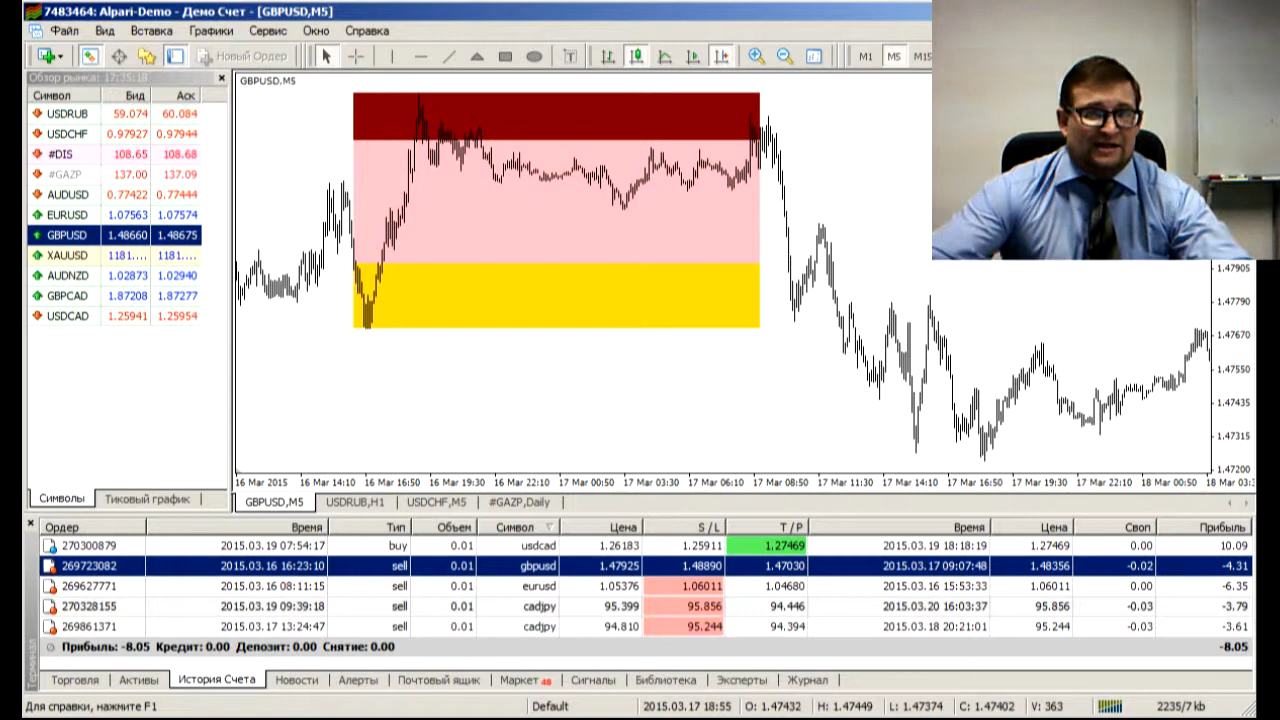 7483464: Alpari-Demo - Демо Счет - [GBPUSD,M5]
Файл Вид Вставка Графики Сервис Окно Справка
Новый Ордер M1 M5 M15
Обзор рынка: 17:35:18
Символ Бид Аск
USDRUB 59.074 60.084
USDCHF 0.97927 0.97944
#DIS 108.65 108.68
#GAZP 137.00 137.09
AUDUSD 0.77422 0.77444
EURUSD 1.07563 1.07574
GBPUSD 1.48660 1.48675
XAUUSD 1181.... 1181....
AUDNZD 1.02873 1.02940
GBPCAD 1.87208 1.87277
USDCAD 1.25941 1.25954
Символы Тиковый график
GBPUSD,M5
1.47905
1.47790
1.47670
1.47550
1.47435
1.47315
1.47200
16 Mar 2015 16 Mar 14:10 16 Mar 16:50 16 Mar 19:30 16 Mar 22:10 17 Mar 00:50 17 Mar 03:30 17 Mar 06:10 17 Mar 08:50 17 Mar 11:30 17 Mar 14:10 17 Mar 16:50 17 Mar 19:30 17 Mar 22:10 18 Mar 00:50 18 Mar 03:3
GBPUSD,M5 USDRUB,H1 USDCHF,M5 #GAZP,Daily
Ордер Время Тип Объем Символ Цена S / L T / P Время Цена Своп Прибыль
270300879 2015.03.19 07:54:17 buy 0.01 usdcad 1.26183 1.25911 1.27469 2015.03.19 18:18:19 1.27469 0.00 10.09
269723082 2015.03.16 16:23:10 sell 0.01 gbpusd 1.47925 1.48890 1.47030 2015.03.17 09:07:48 1.48356 -0.02 -4.31
269627771 2015.03.16 08:11:15 sell 0.01 eurusd 1.05376 1.06011 1.04680 2015.03.16 15:53:33 1.06011 0.00 -6.35
270328155 2015.03.19 09:39:18 sell 0.01 cadjpy 95.399 95.856 94.446 2015.03.20 16:03:37 95.856 -0.03 -3.79
269861371 2015.03.17 13:24:47 sell 0.01 cadjpy 94.810 95.244 94.394 2015.03.18 20:21:01 95.244 -0.03 -3.61
Прибыль: -8.05 Кредит: 0.00 Депозит: 0.00 Снятие: 0.00 -8.05
Терминал
Торговля Активы История Счета Новости Алерты Почтовый ящик Маркет 48 Сигналы Библиотека Эксперты Журнал
Для справки, нажмите F1 Default 2015.03.17 18:55 O: 1.47432 H: 1.47449 L: 1.47374 C: 1.47402 V: 363 2235/7 kb